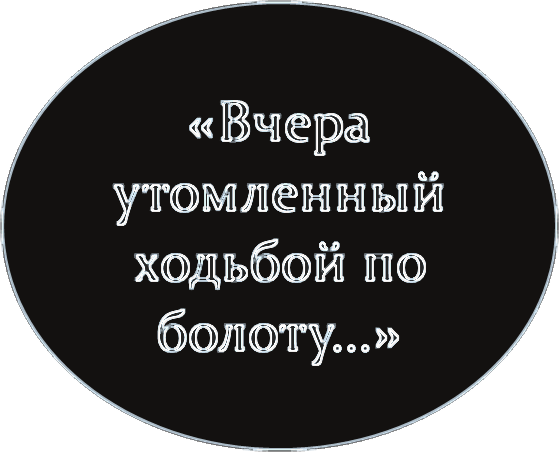 «Вчера
утомленный
ходьбой по
болоту...»